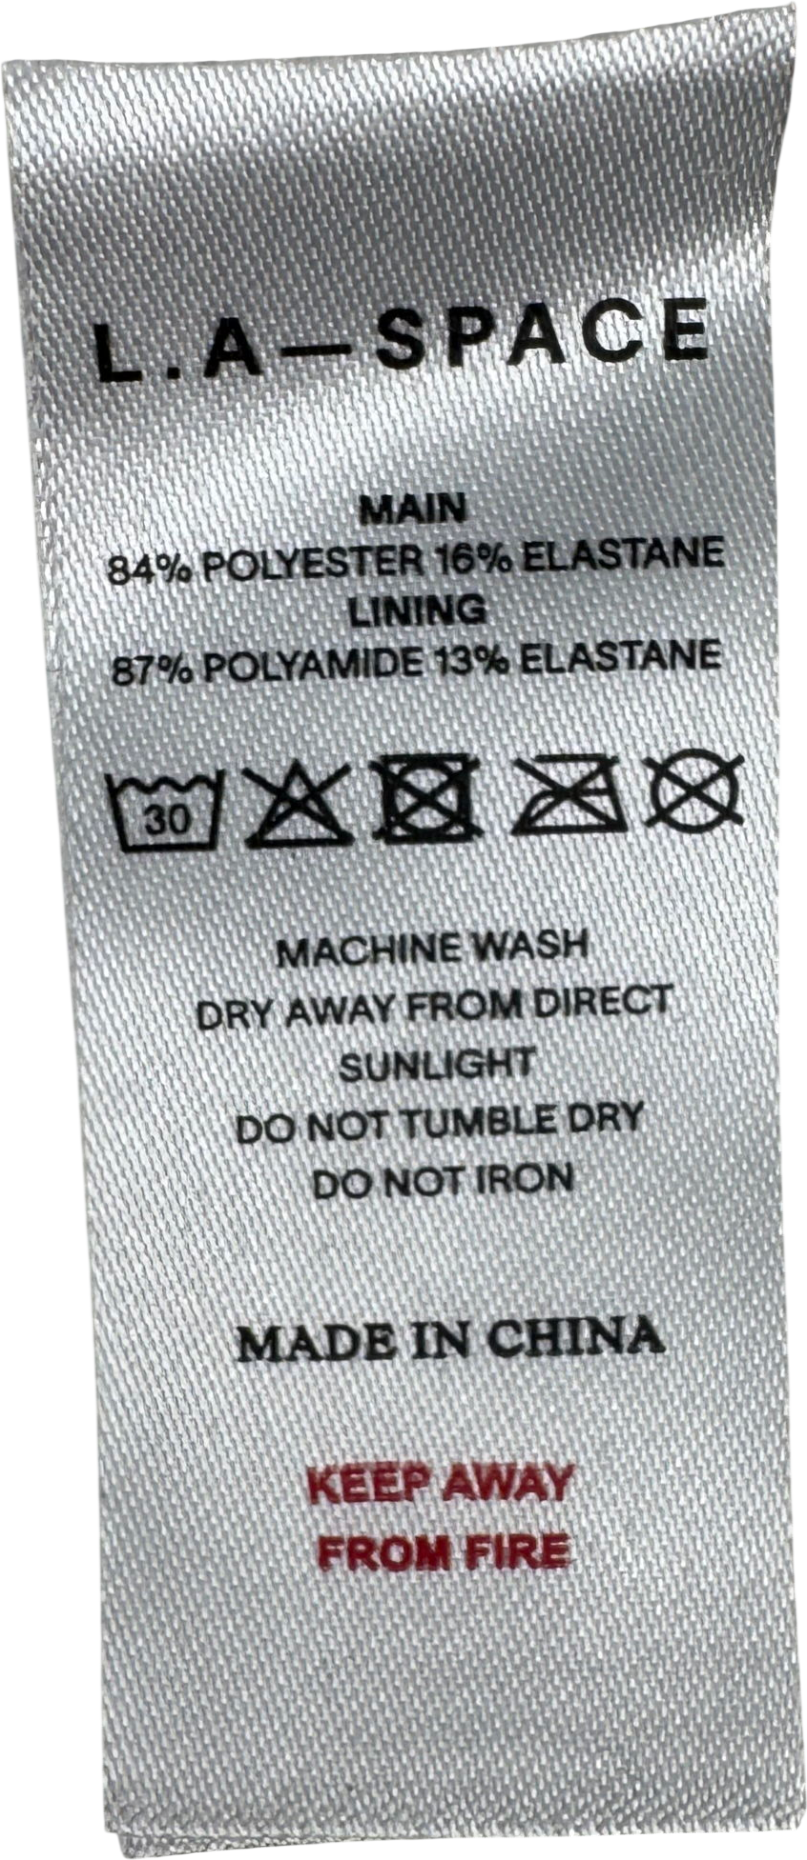 L.A—SPACE
MAIN
84% POLYESTER 16% ELASTANE
LINING
87% POLYAMIDE 13% ELASTANE
30
MACHINE WASH
DRY AWAY FROM DIRECT
SUNLIGHT
DO NOT TUMBLE DRY
DO NOT IRON
MADE IN CHINA
KEEP AWAY
FROM FIRE